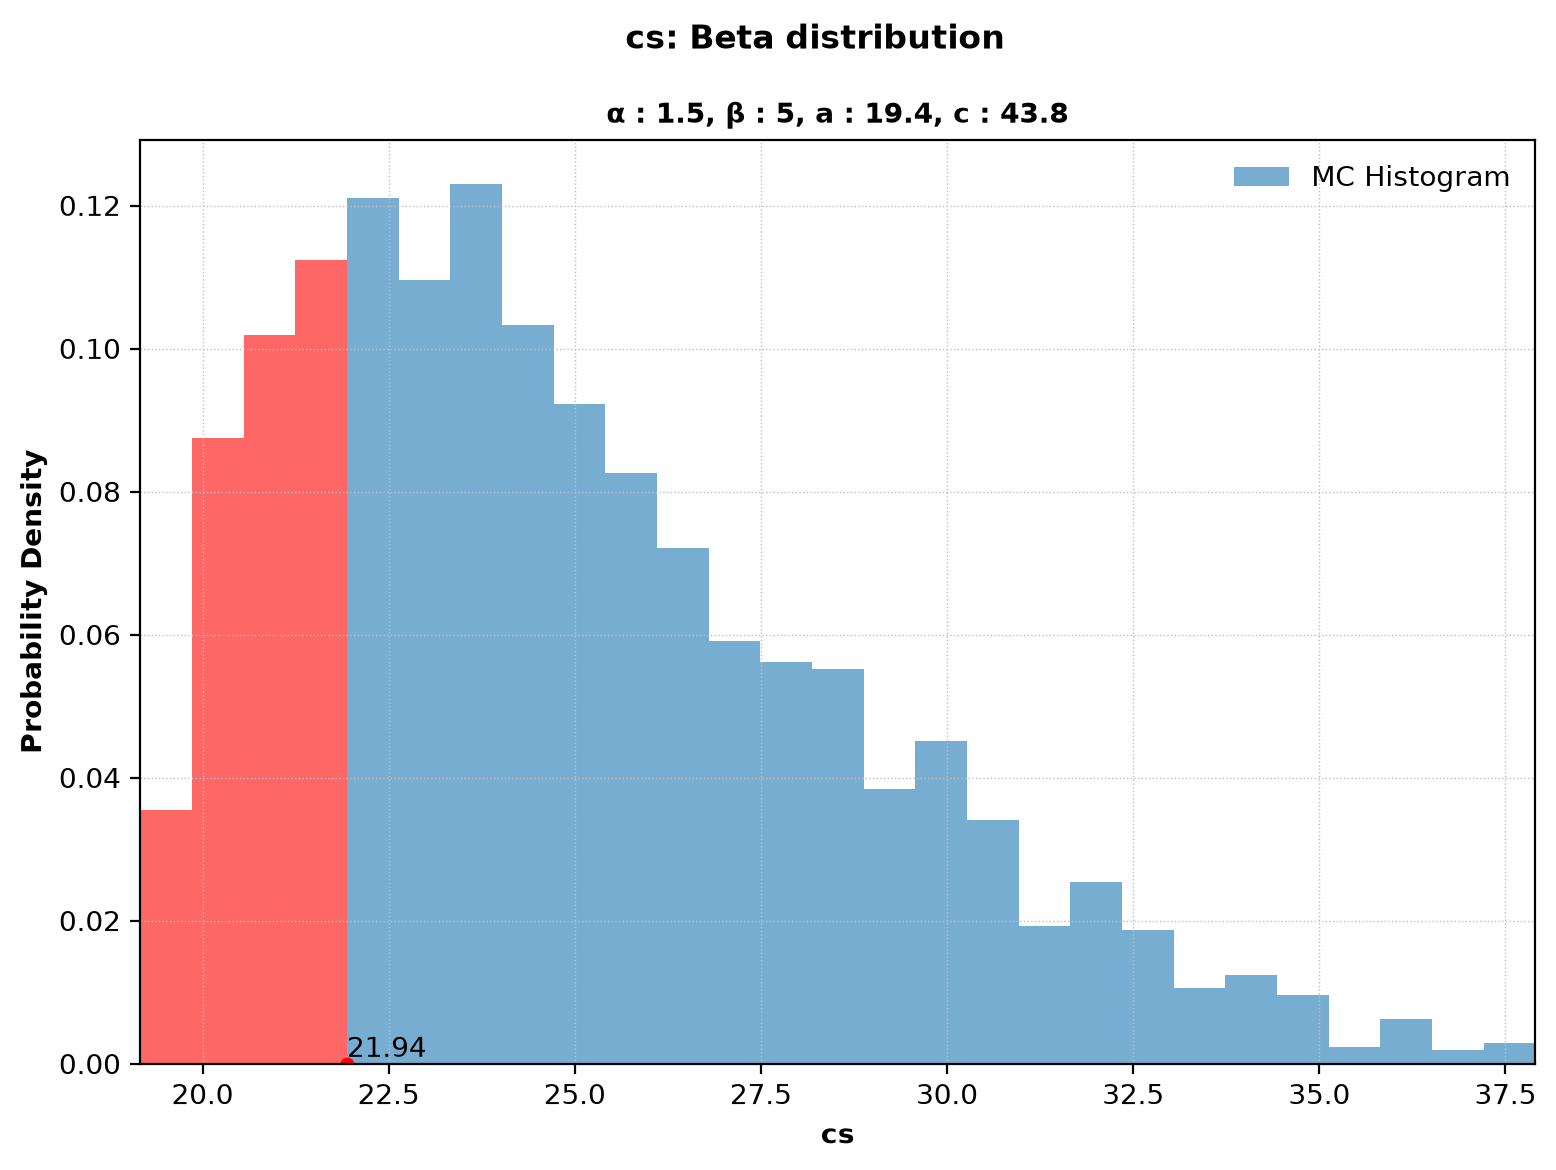 cs: Beta distribution
α : 1.5, β : 5, a : 19.4, c : 43.8
MC Histogram
Probability Density
0.12
0.10
0.08
0.06
0.04
0.02
0.00
21.94
20.0 22.5 25.0 27.5 30.0 32.5 35.0 37.5
cs